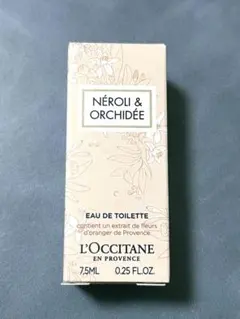 NÉROLI &
ORCHIDÉE
EAU DE TOILETTE
contient un extrait de fleurs
d'oranger de Provence
L'OCCITANE
EN PROVENCE
7,5ML 0.25 FL.OZ.